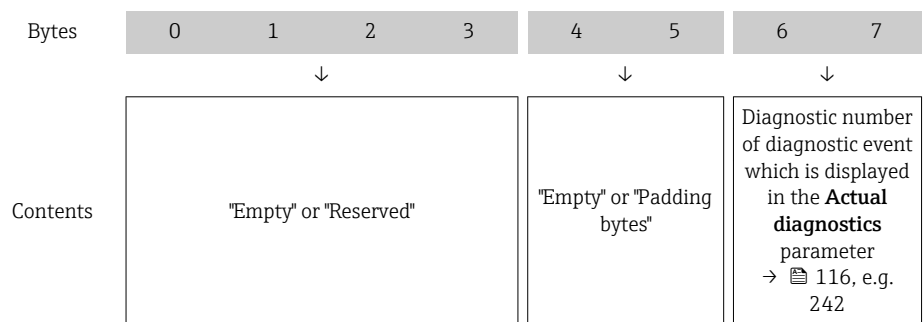 Bytes 0 1 2 3 4 5 6 7
↓ ↓ ↓
Contents
"Empty" or "Reserved"
"Empty" or "Padding
bytes"
Diagnostic number
of diagnostic event
which is displayed
in the Actual
diagnostics
parameter
→ 116, e.g.
242